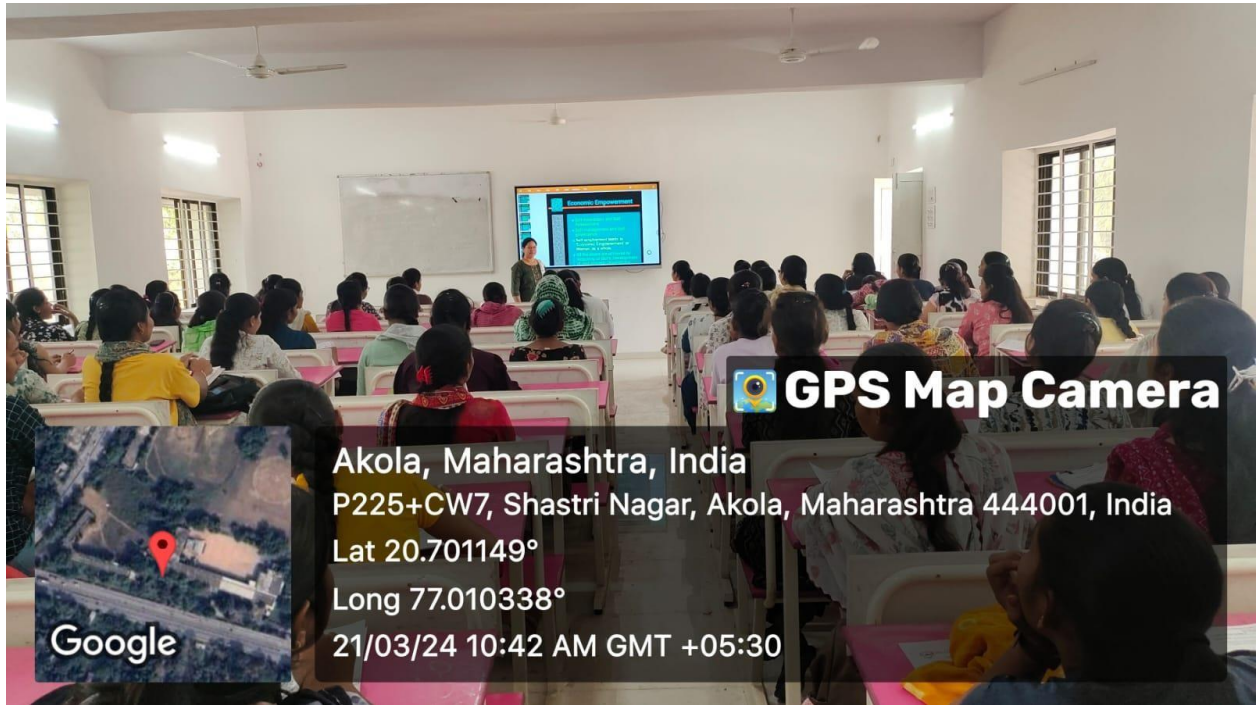 Economic Empowerment
GPS Map Camera
Akola, Maharashtra, India
P225+CW7, Shastri Nagar, Akola, Maharashtra 444001, India
Lat 20.701149°
Long 77.010338°
21/03/24 10:42 AM GMT +05:30
Google